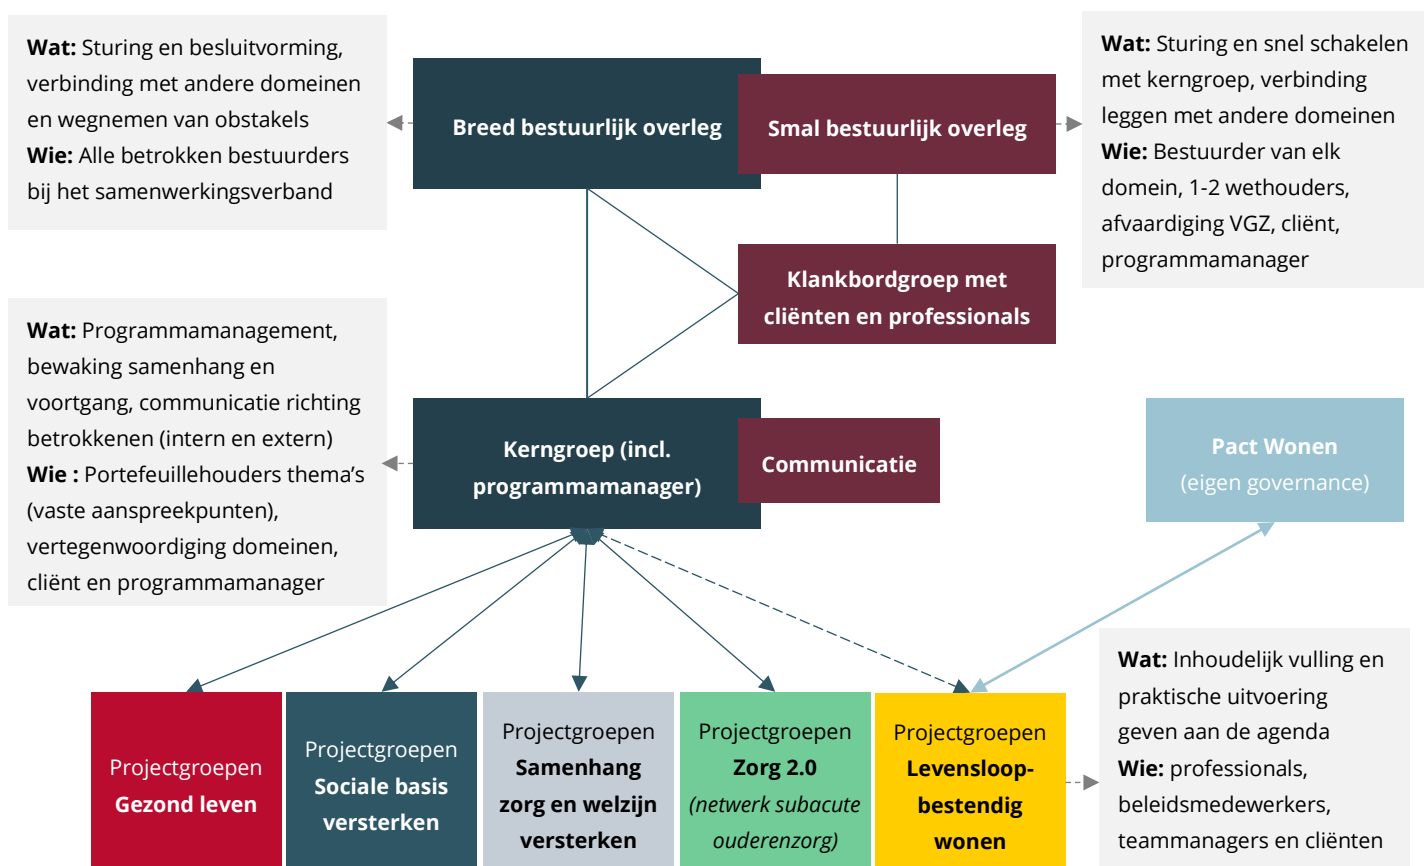 Wat: Sturing en besluitvorming,
verbinding met andere domeinen
en wegnemen van obstakels
Wie: Alle betrokken bestuurders
bij het samenwerkingsverband
Breed bestuurlijk overleg
Smal bestuurlijk overleg
Wat: Sturing en snel schakelen
met kerngroep, verbinding
leggen met andere domeinen
Wie: Bestuurder van elk
domein, 1-2 wethouders,
afvaardiging VGZ, cliënt,
programmamanager
Klankbordgroep met
cliënten en professionals
Wat: Programmamanagement,
bewaking samenhang en
voortgang, communicatie richting
betrokkenen (intern en extern)
Wie : Portefeuillehouders thema's
(vaste aanspreekpunten),
vertegenwoordiging domeinen,
cliënt en programmamanager
Kerngroep (incl.
programmamanager)
Communicatie
Pact Wonen
(eigen governance)
Projectgroepen
Gezond leven
Projectgroepen
Sociale basis
versterken
Projectgroepen
Samenhang
zorg en welzijn
versterken
Projectgroepen
Zorg 2.0
(netwerk subacute
ouderenzorg)
Projectgroepen
Levensloop-
bestendig
wonen
Wat: Inhoudelijk vulling en
praktische uitvoering
geven aan de agenda
Wie: professionals,
beleidsmedewerkers,
teammanagers en cliënten